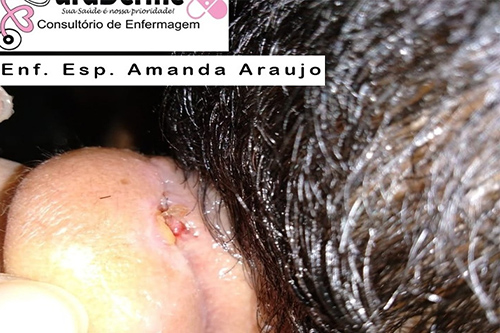 Sua Saúde é nossa prioridade!
Consultório de Enfermagem
Enf. Esp. Amanda Araujo